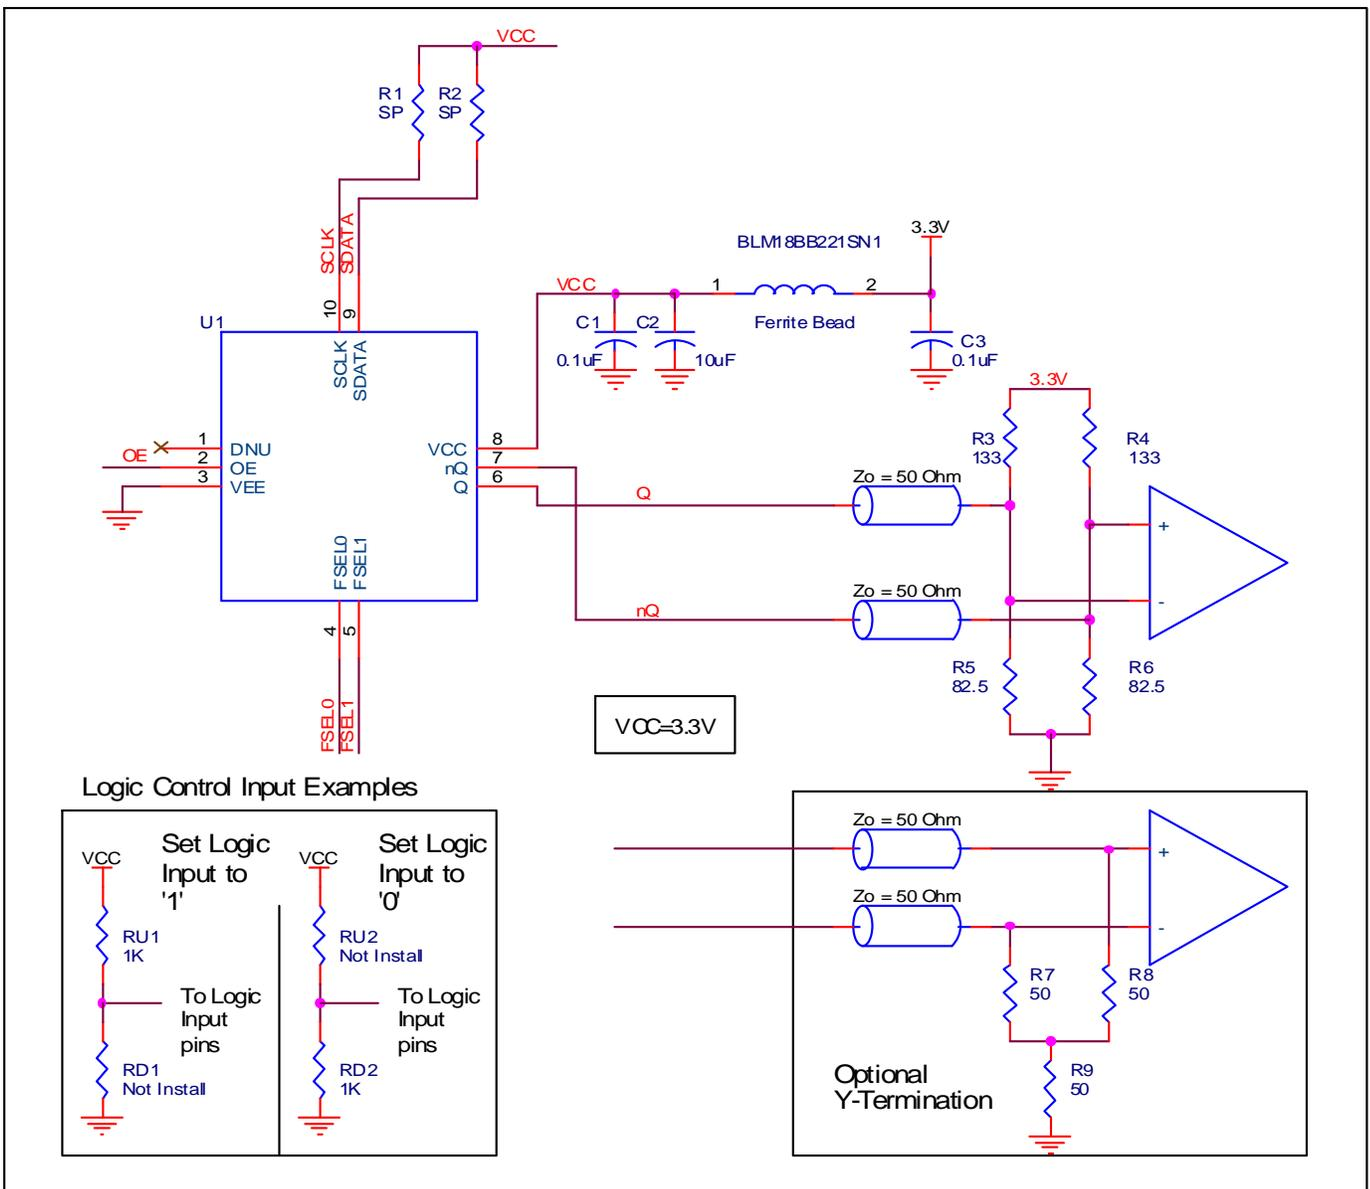 VCC
R1
SP
R2
SP
SCLK
SDATA
10
9
U1
SCLK
SDATA
OE
1
2
3
DNU
OE
VEE
VCC
nQ
Q
8
7
6
FSEL0
FSEL1
4
5
FSEL0
FSEL1
VCC
C1
0.1uF
C2
10uF
BLM18BB221SN1
1
2
Ferrite Bead
3.3V
C3
0.1uF
3.3V
R3
133
R4
133
Q
Zo = 50 Ohm
+
-
nQ
Zo = 50 Ohm
R5
82.5
R6
82.5
VCC=3.3V
Logic Control Input Examples
VCC
Set Logic
Input to
'1'
RU1
1K
To Logic
Input
pins
RD1
Not Install
VCC
Set Logic
Input to
'0'
RU2
Not Install
To Logic
Input
pins
RD2
1K
Zo = 50 Ohm
Zo = 50 Ohm
+
-
R7
50
R8
50
R9
50
Optional
Y-Termination